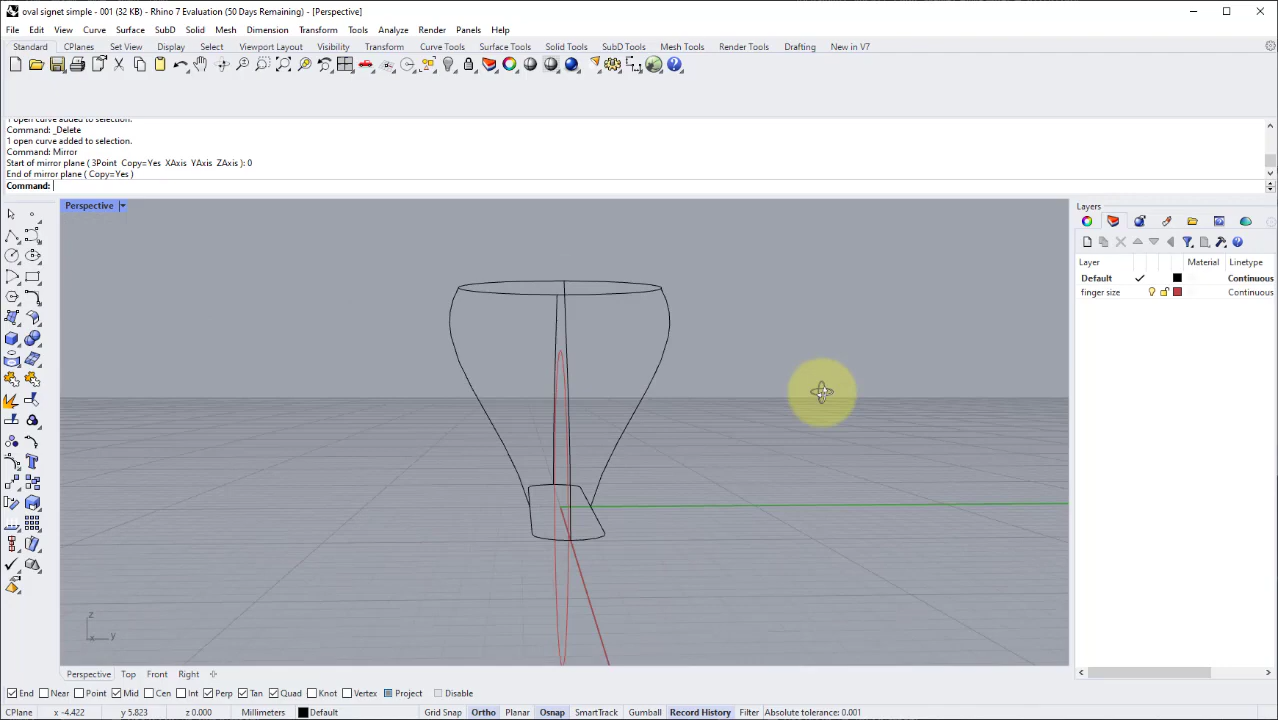 oval signet simple - 001 (32 KB) - Rhino 7 Evaluation (50 Days Remaining) - [Perspective]
File Edit View Curve Surface SubD Solid Mesh Dimension Transform Tools Analyze Render Panels Help
Standard CPlanes Set View Display Select Viewport Layout Visibility Transform Curve Tools Surface Tools Solid Tools SubD Tools Mesh Tools Render Tools Drafting New in V7
1 open curve added to selection.
Command: _Delete
1 open curve added to selection.
Command: Mirror
Start of mirror plane ( 3Point Copy=Yes XAxis YAxis ZAxis ): 0
End of mirror plane ( Copy=Yes )
Command:
Perspective
Layers
Layer Material Linetype
Default Continuous
finger size Continuous
z
x y
Perspective Top Front Right
End Near Point Mid Cen Int Perp Tan Quad Knot Vertex Project Disable
CPlane x -4.422 y 5.823 z 0.000 Millimeters Default Grid Snap Ortho Planar Osnap SmartTrack Gumball Record History Filter Absolute tolerance: 0.001